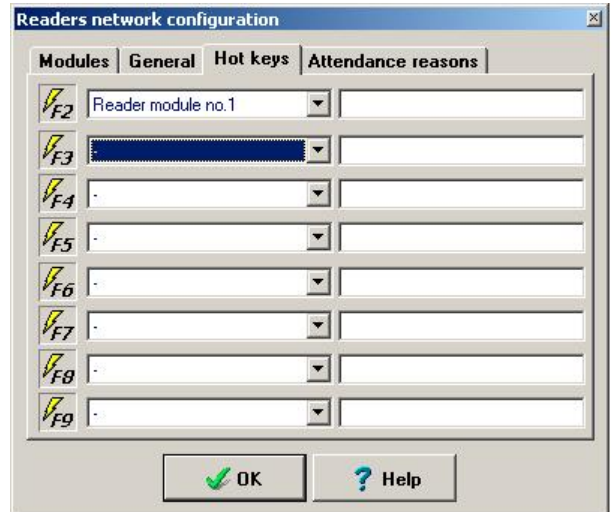 Readers network configuration
Modules General Hot keys Attendance reasons
F2 Reader module no.1
F3 -
F4 -
F5 -
F6 -
F7 -
F8 -
F9 -
OK ? Help